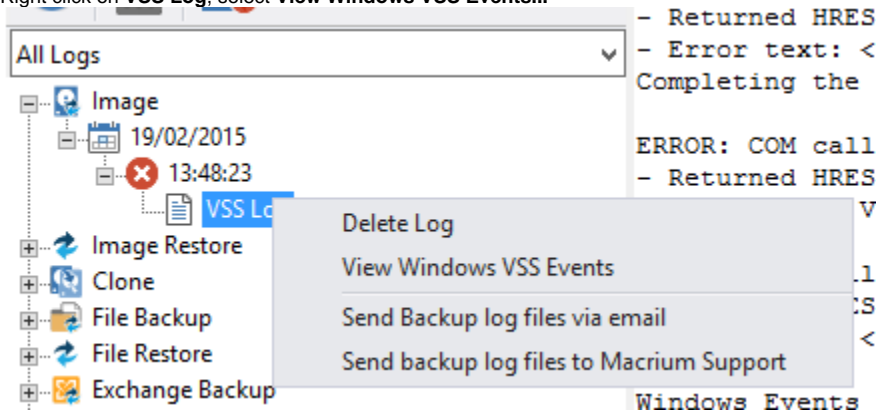 Right click on VSS Log, select View Windows VSS Events...
All Logs
Image
19/02/2015
13:48:23
VSS Lo
Image Restore
Clone
File Backup
File Restore
Exchange Backup
Delete Log
View Windows VSS Events
Send Backup log files via email
Send backup log files to Macrium Support
- Returned HRES
- Error text: <
Completing the
ERROR: COM call
- Returned HRES
V
ll
ES
<
Windows Events